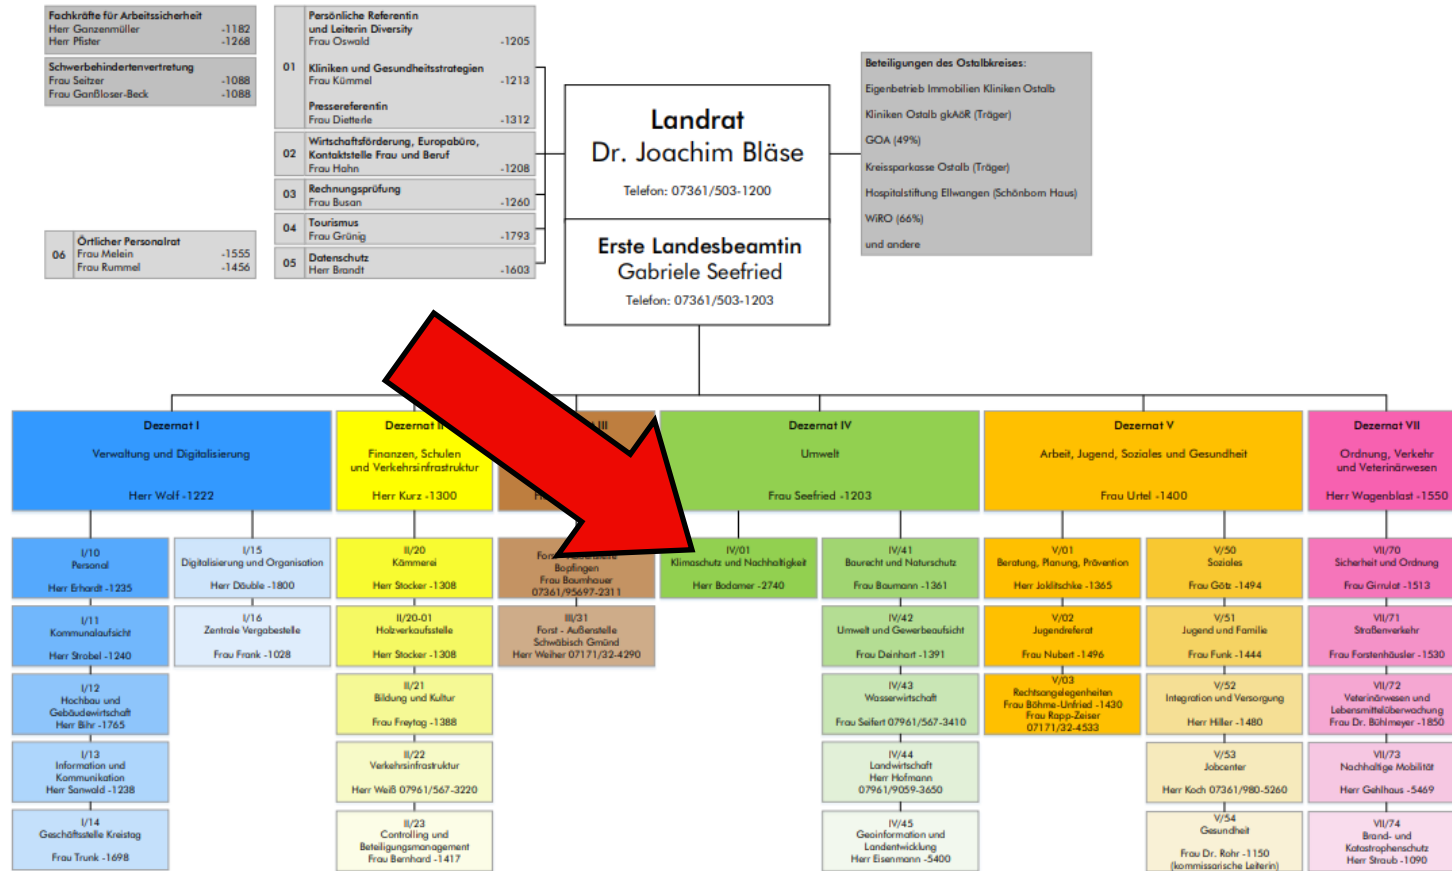 Fachkräfte für Arbeitssicherheit
Herr Ganzenmüller -1182
Herr Pfister -1268
Schwerbehindertenvertretung
Frau Seitzer -1088
Frau Ganßloser-Beck -1088
06
Örtlicher Personalrat
Frau Melein -1555
Frau Rummel -1456
01
Persönliche Referentin
und Leiterin Diversity
Frau Oswald -1205
Kliniken und Gesundheitsstrategien
Frau Kümmel -1213
Pressereferentin
Frau Dietterle -1312
02
Wirtschaftsförderung, Europabüro,
Kontaktstelle Frau und Beruf
Frau Hahn -1208
03
Rechnungsprüfung
Frau Busan -1260
04
Tourismus
Frau Grünig -1793
05
Datenschutz
Herr Brandt -1603
Landrat
Dr. Joachim Bläse
Telefon: 07361/503-1200
Erste Landesbeamtin
Gabriele Seefried
Telefon: 07361/503-1203
Beteiligungen des Ostalbkreises:
Eigenbetrieb Immobilien Kliniken Ostalb
Kliniken Ostalb gkAöR (Träger)
GOA (49%)
Kreissparkasse Ostalb (Träger)
Hospitalstiftung Ellwangen (Schönborn Haus)
WiRO (66%)
und andere
Dezernat I
Verwaltung und Digitalisierung
Herr Wolf -1222
I/10
Personal
Herr Erhardt -1235
I/11
Kommunalaufsicht
Herr Strobel -1240
I/12
Hochbau und
Gebäudewirtschaft
Herr Bihr -1765
I/13
Information und
Kommunikation
Herr Sanwald -1238
I/14
Geschäftsstelle Kreistag
Frau Trunk -1698
I/15
Digitalisierung und Organisation
Herr Däuble -1800
I/16
Zentrale Vergabestelle
Frau Frank -1028
Dezernat II
Finanzen, Schulen
und Verkehrsinfrastruktur
Herr Kurz -1300
II/20
Kämmerei
Herr Stocker -1308
II/20-01
Holzverkaufsstelle
Herr Stocker -1308
II/21
Bildung und Kultur
Frau Freytag -1388
II/22
Verkehrsinfrastruktur
Herr Weiß 07961/567-3220
II/23
Controlling und
Beteiligungsmanagement
Frau Bernhard -1417
III
Bopfingen
Frau Baumhauer
07361/95697-2311
III/31
Forst - Außenstelle
Schwäbisch Gmünd
Herr Weiher 07171/32-4290
Dezernat IV
Umwelt
Frau Seefried -1203
IV/01
Klimaschutz und Nachhaltigkeit
Herr Bodamer -2740
IV/41
Baurecht und Naturschutz
Frau Baumann -1361
IV/42
Umwelt und Gewerbeaufsicht
Frau Deinhart -1391
IV/43
Wasserwirtschaft
Frau Seifert 07961/567-3410
IV/44
Landwirtschaft
Herr Hofmann
07961/9059-3650
IV/45
Geoinformation und
Landentwicklung
Herr Eisenmann -5400
Dezernat V
Arbeit, Jugend, Soziales und Gesundheit
Frau Urtel -1400
V/01
Beratung, Planung, Prävention
Herr Joklitschke -1365
V/02
Jugendreferat
Frau Nubert -1496
V/03
Rechtsangelegenheiten
Frau Böhme-Unfried -1430
Frau Rapp-Zeiser
07171/32-4533
V/50
Soziales
Frau Götz -1494
V/51
Jugend und Familie
Frau Funk -1444
V/52
Integration und Versorgung
Herr Hiller -1480
V/53
Jobcenter
Herr Koch 07361/980-5260
V/54
Gesundheit
Frau Dr. Rohr -1150
(kommissarische Leiterin)
Dezernat VII
Ordnung, Verkehr
und Veterinärwesen
Herr Wagenblast -1550
VII/70
Sicherheit und Ordnung
Frau Girrulat -1513
VII/71
Straßenverkehr
Frau Forstenhäusler -1530
VII/72
Veterinärwesen und
Lebensmittelüberwachung
Frau Dr. Bühlmeyer -1850
VII/73
Nachhaltige Mobilität
Herr Gehlhaus -5469
VII/74
Brand- und
Katastrophenschutz
Herr Straub -1090